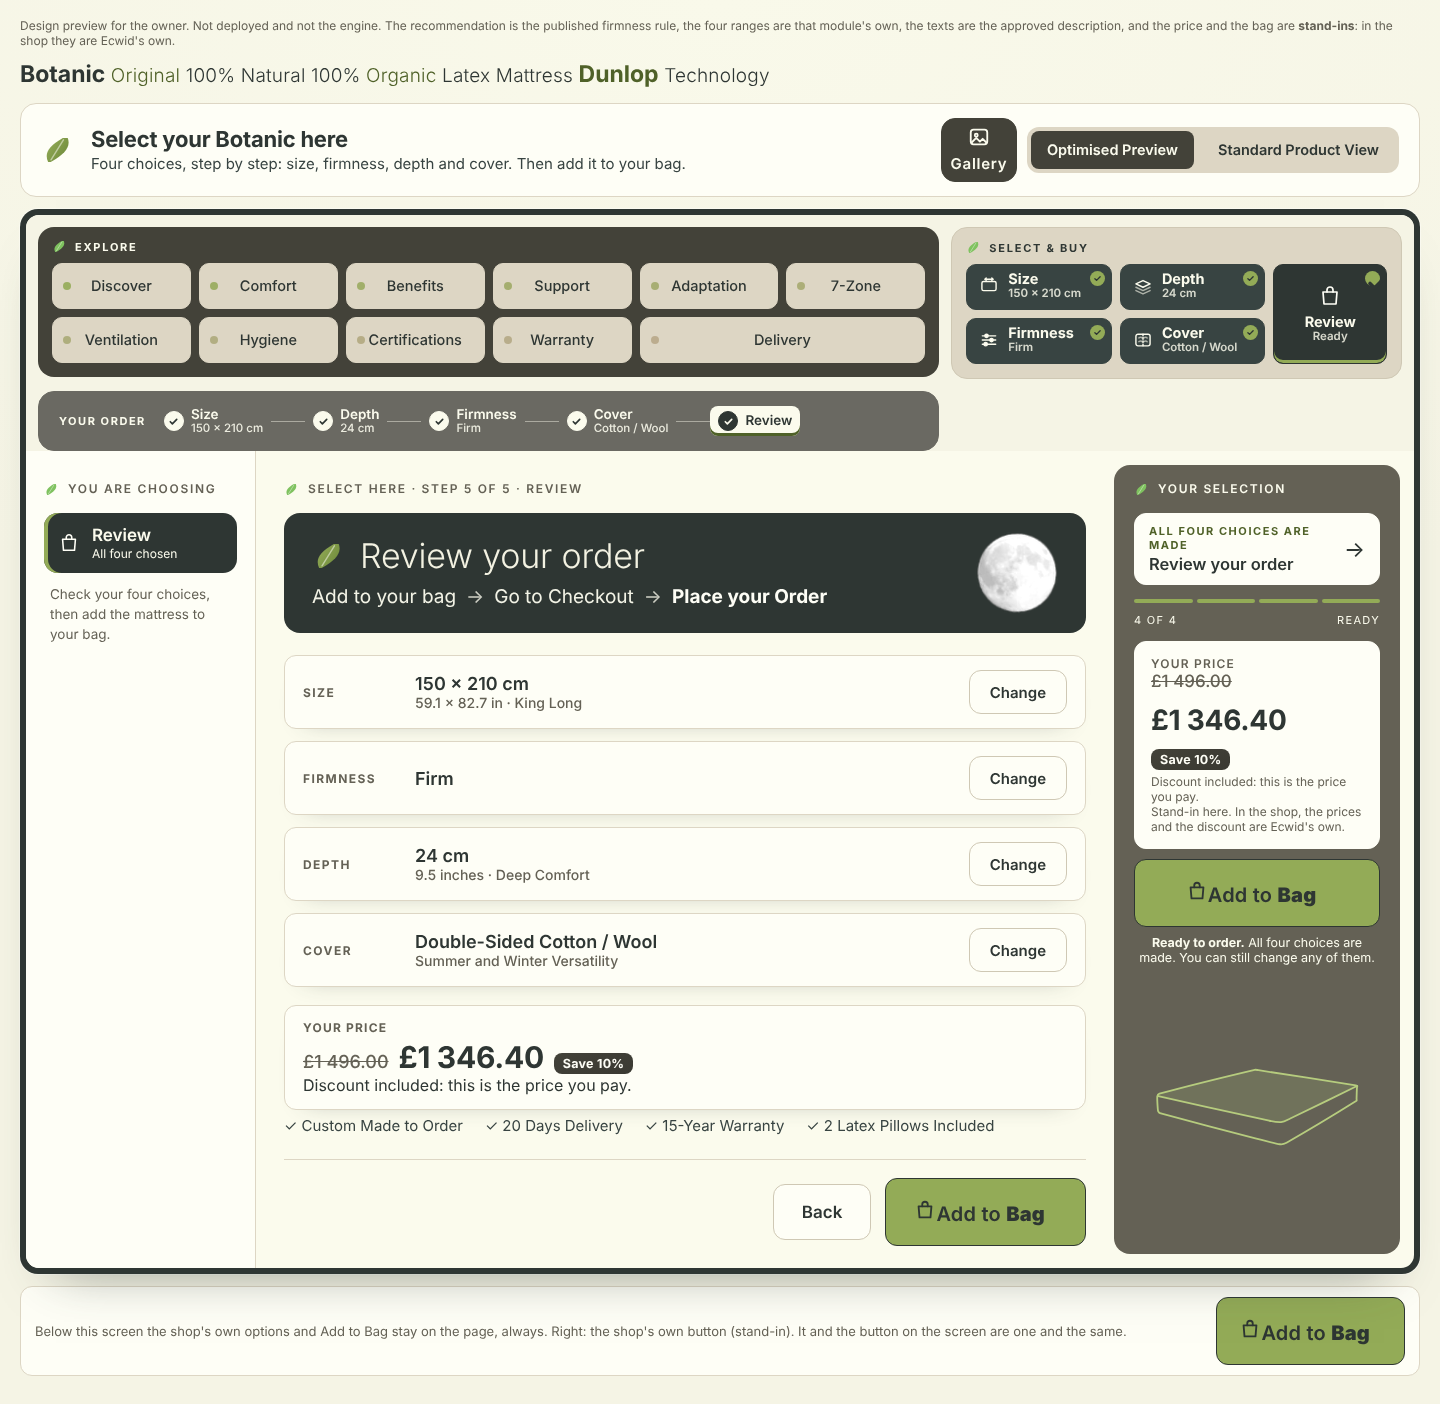 Design preview for the owner. Not deployed and not the engine. The recommendation is the published firmness rule, the four ranges are that module's own, the texts are the approved description, and the price and the bag are stand-ins: in the
shop they are Ecwid's own.
Botanic Original 100% Natural 100% Organic Latex Mattress Dunlop Technology
Select your Botanic here
Four choices, step by step: size, firmness, depth and cover. Then add it to your bag.
Gallery
Optimised Preview
Standard Product View
EXPLORE
Discover
Comfort
Benefits
Support
Adaptation
7-Zone
Ventilation
Hygiene
Certifications
Warranty
Delivery
SELECT & BUY
Size
150 × 210 cm
Depth
24 cm
Firmness
Firm
Cover
Cotton / Wool
Review
Ready
YOUR ORDER
Size
150 × 210 cm
Depth
24 cm
Firmness
Firm
Cover
Cotton / Wool
Review
YOU ARE CHOOSING
Review
All four chosen
Check your four choices,
then add the mattress to
your bag.
SELECT HERE · STEP 5 OF 5 · REVIEW
Review your order
Add to your bag → Go to Checkout → Place your Order
SIZE
150 × 210 cm
59.1 × 82.7 in · King Long
Change
FIRMNESS
Firm
Change
DEPTH
24 cm
9.5 inches · Deep Comfort
Change
COVER
Double-Sided Cotton / Wool
Summer and Winter Versatility
Change
YOUR PRICE
£1 496.00 £1 346.40 Save 10%
Discount included: this is the price you pay.
✓ Custom Made to Order ✓ 20 Days Delivery ✓ 15-Year Warranty ✓ 2 Latex Pillows Included
Back
Add to Bag
YOUR SELECTION
ALL FOUR CHOICES ARE
MADE
Review your order →
4 OF 4
READY
YOUR PRICE
£1 496.00
£1 346.40
Save 10%
Discount included: this is the price
you pay.
Stand-in here. In the shop, the prices
and the discount are Ecwid's own.
Add to Bag
Ready to order. All four choices are
made. You can still change any of them.
Below this screen the shop's own options and Add to Bag stay on the page, always. Right: the shop's own button (stand-in). It and the button on the screen are one and the same.
Add to Bag